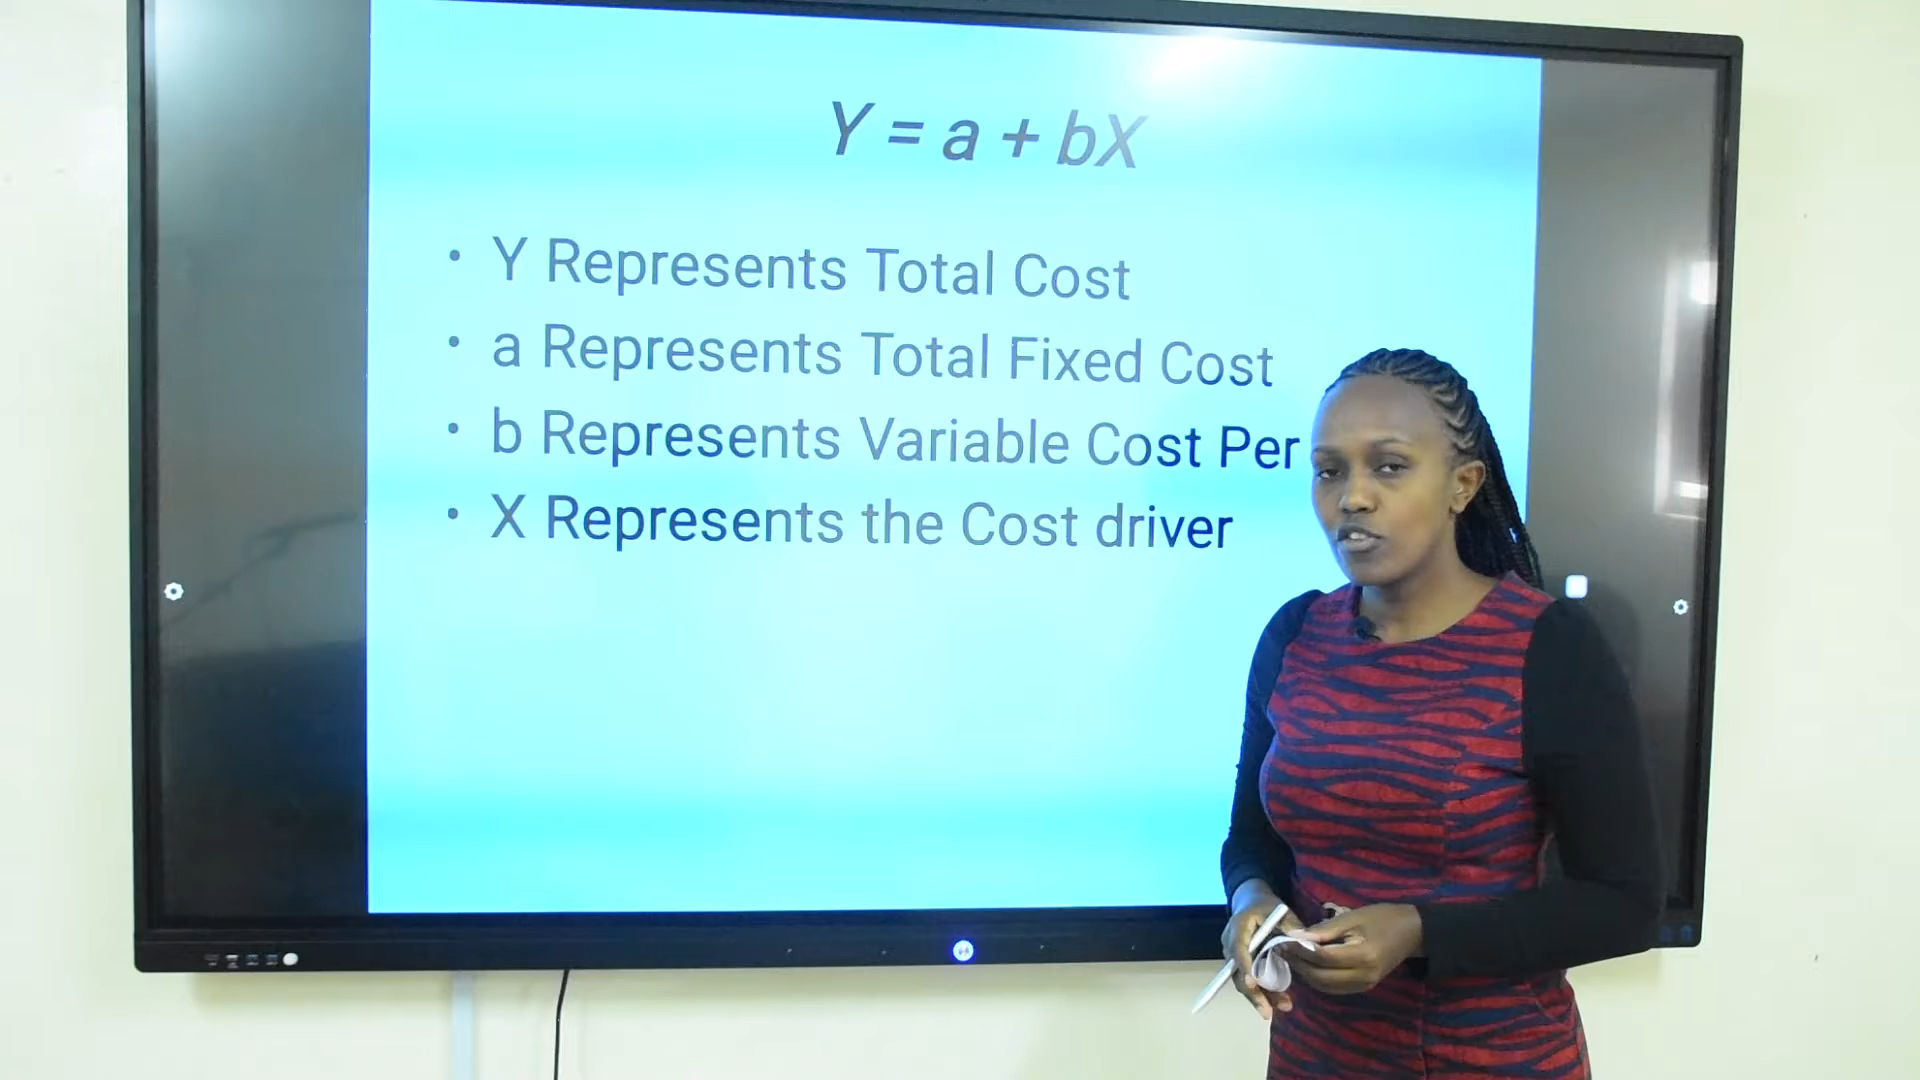 Y = a + bX
• Y Represents Total Cost
• a Represents Total Fixed Cost
• b Represents Variable Cost Per
• X Represents the Cost driver